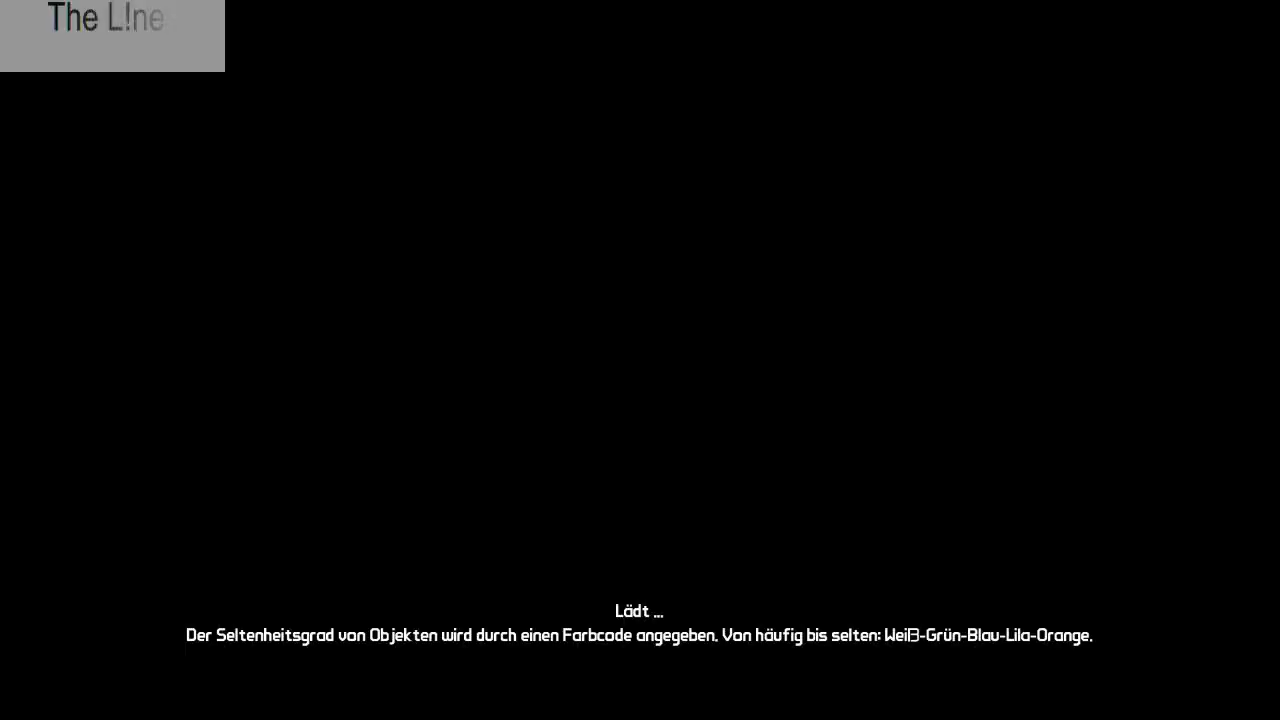 The L!ne
Lädt ...
Der Seltenheitsgrad von Objekten wird durch einen Farbcode angegeben. Von häufig bis selten: Weiß-Grün-Blau-Lila-Orange.